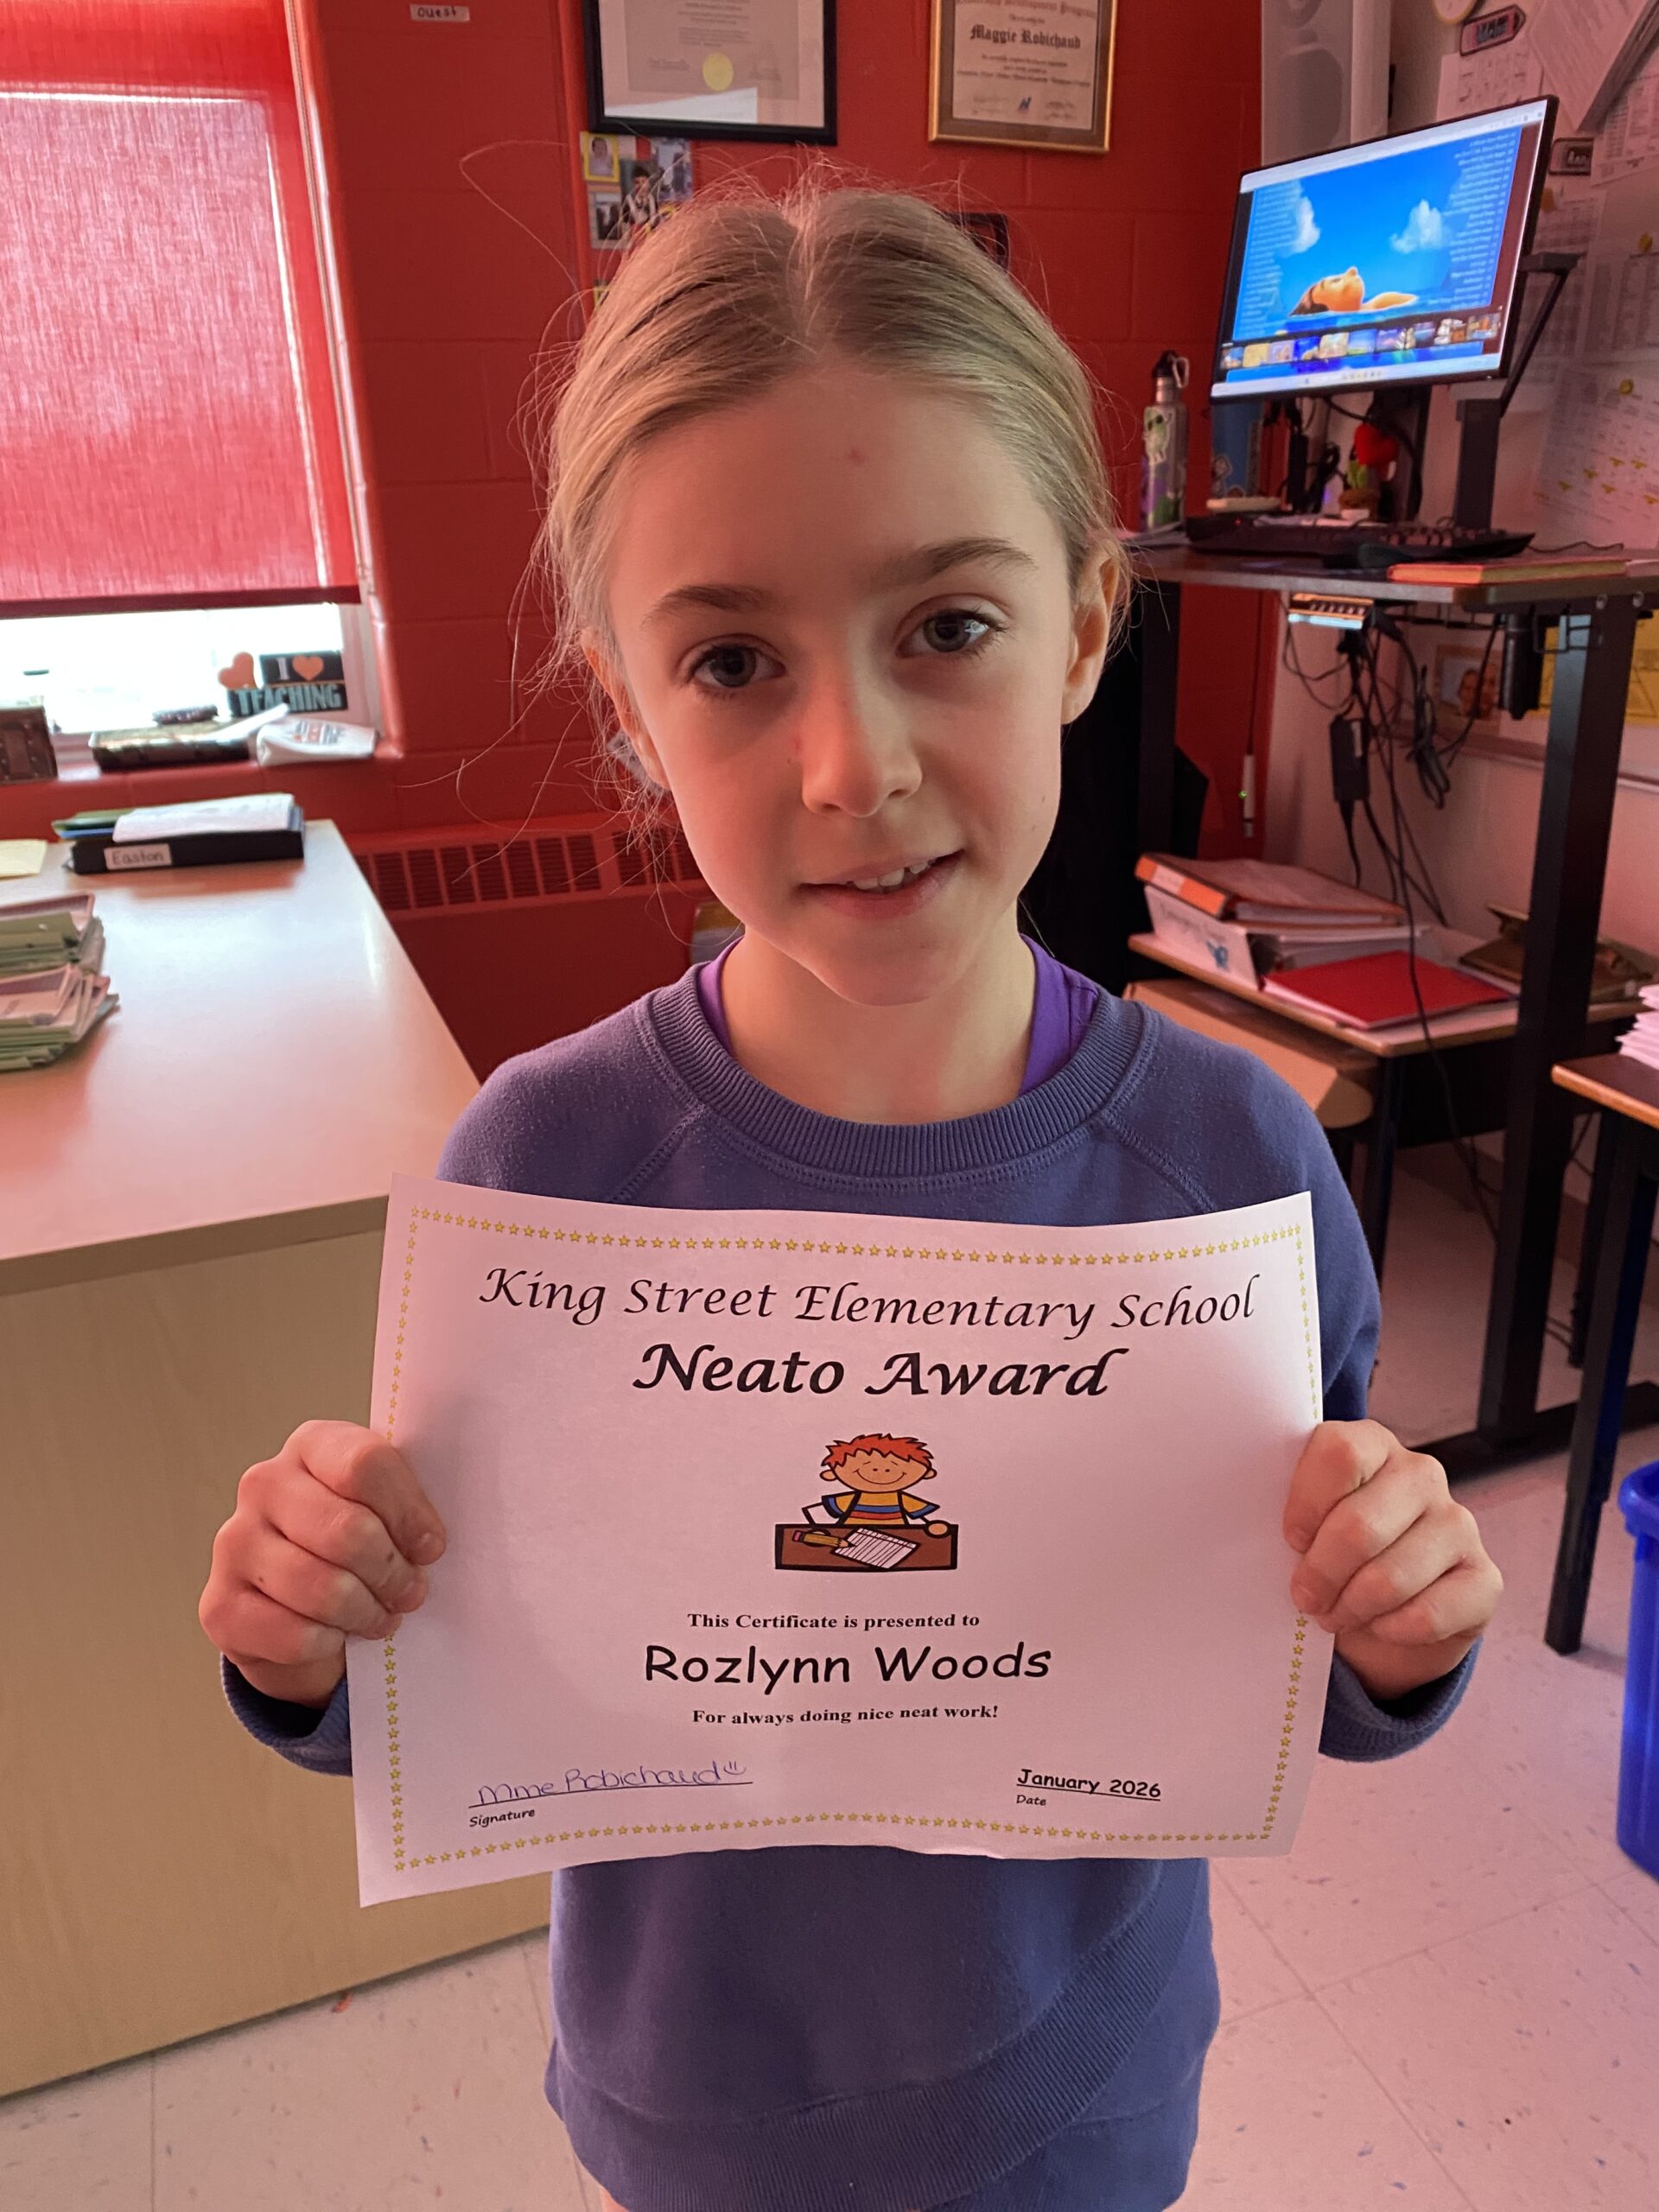 Ouest
Maggie Robichaud
I
TEACHING
Easton
King Street Elementary School
Neato Award
This Certificate is presented to
Rozlynn Woods
For always doing nice neat work!
Mme Robichaud
January 2026
Signature
Date